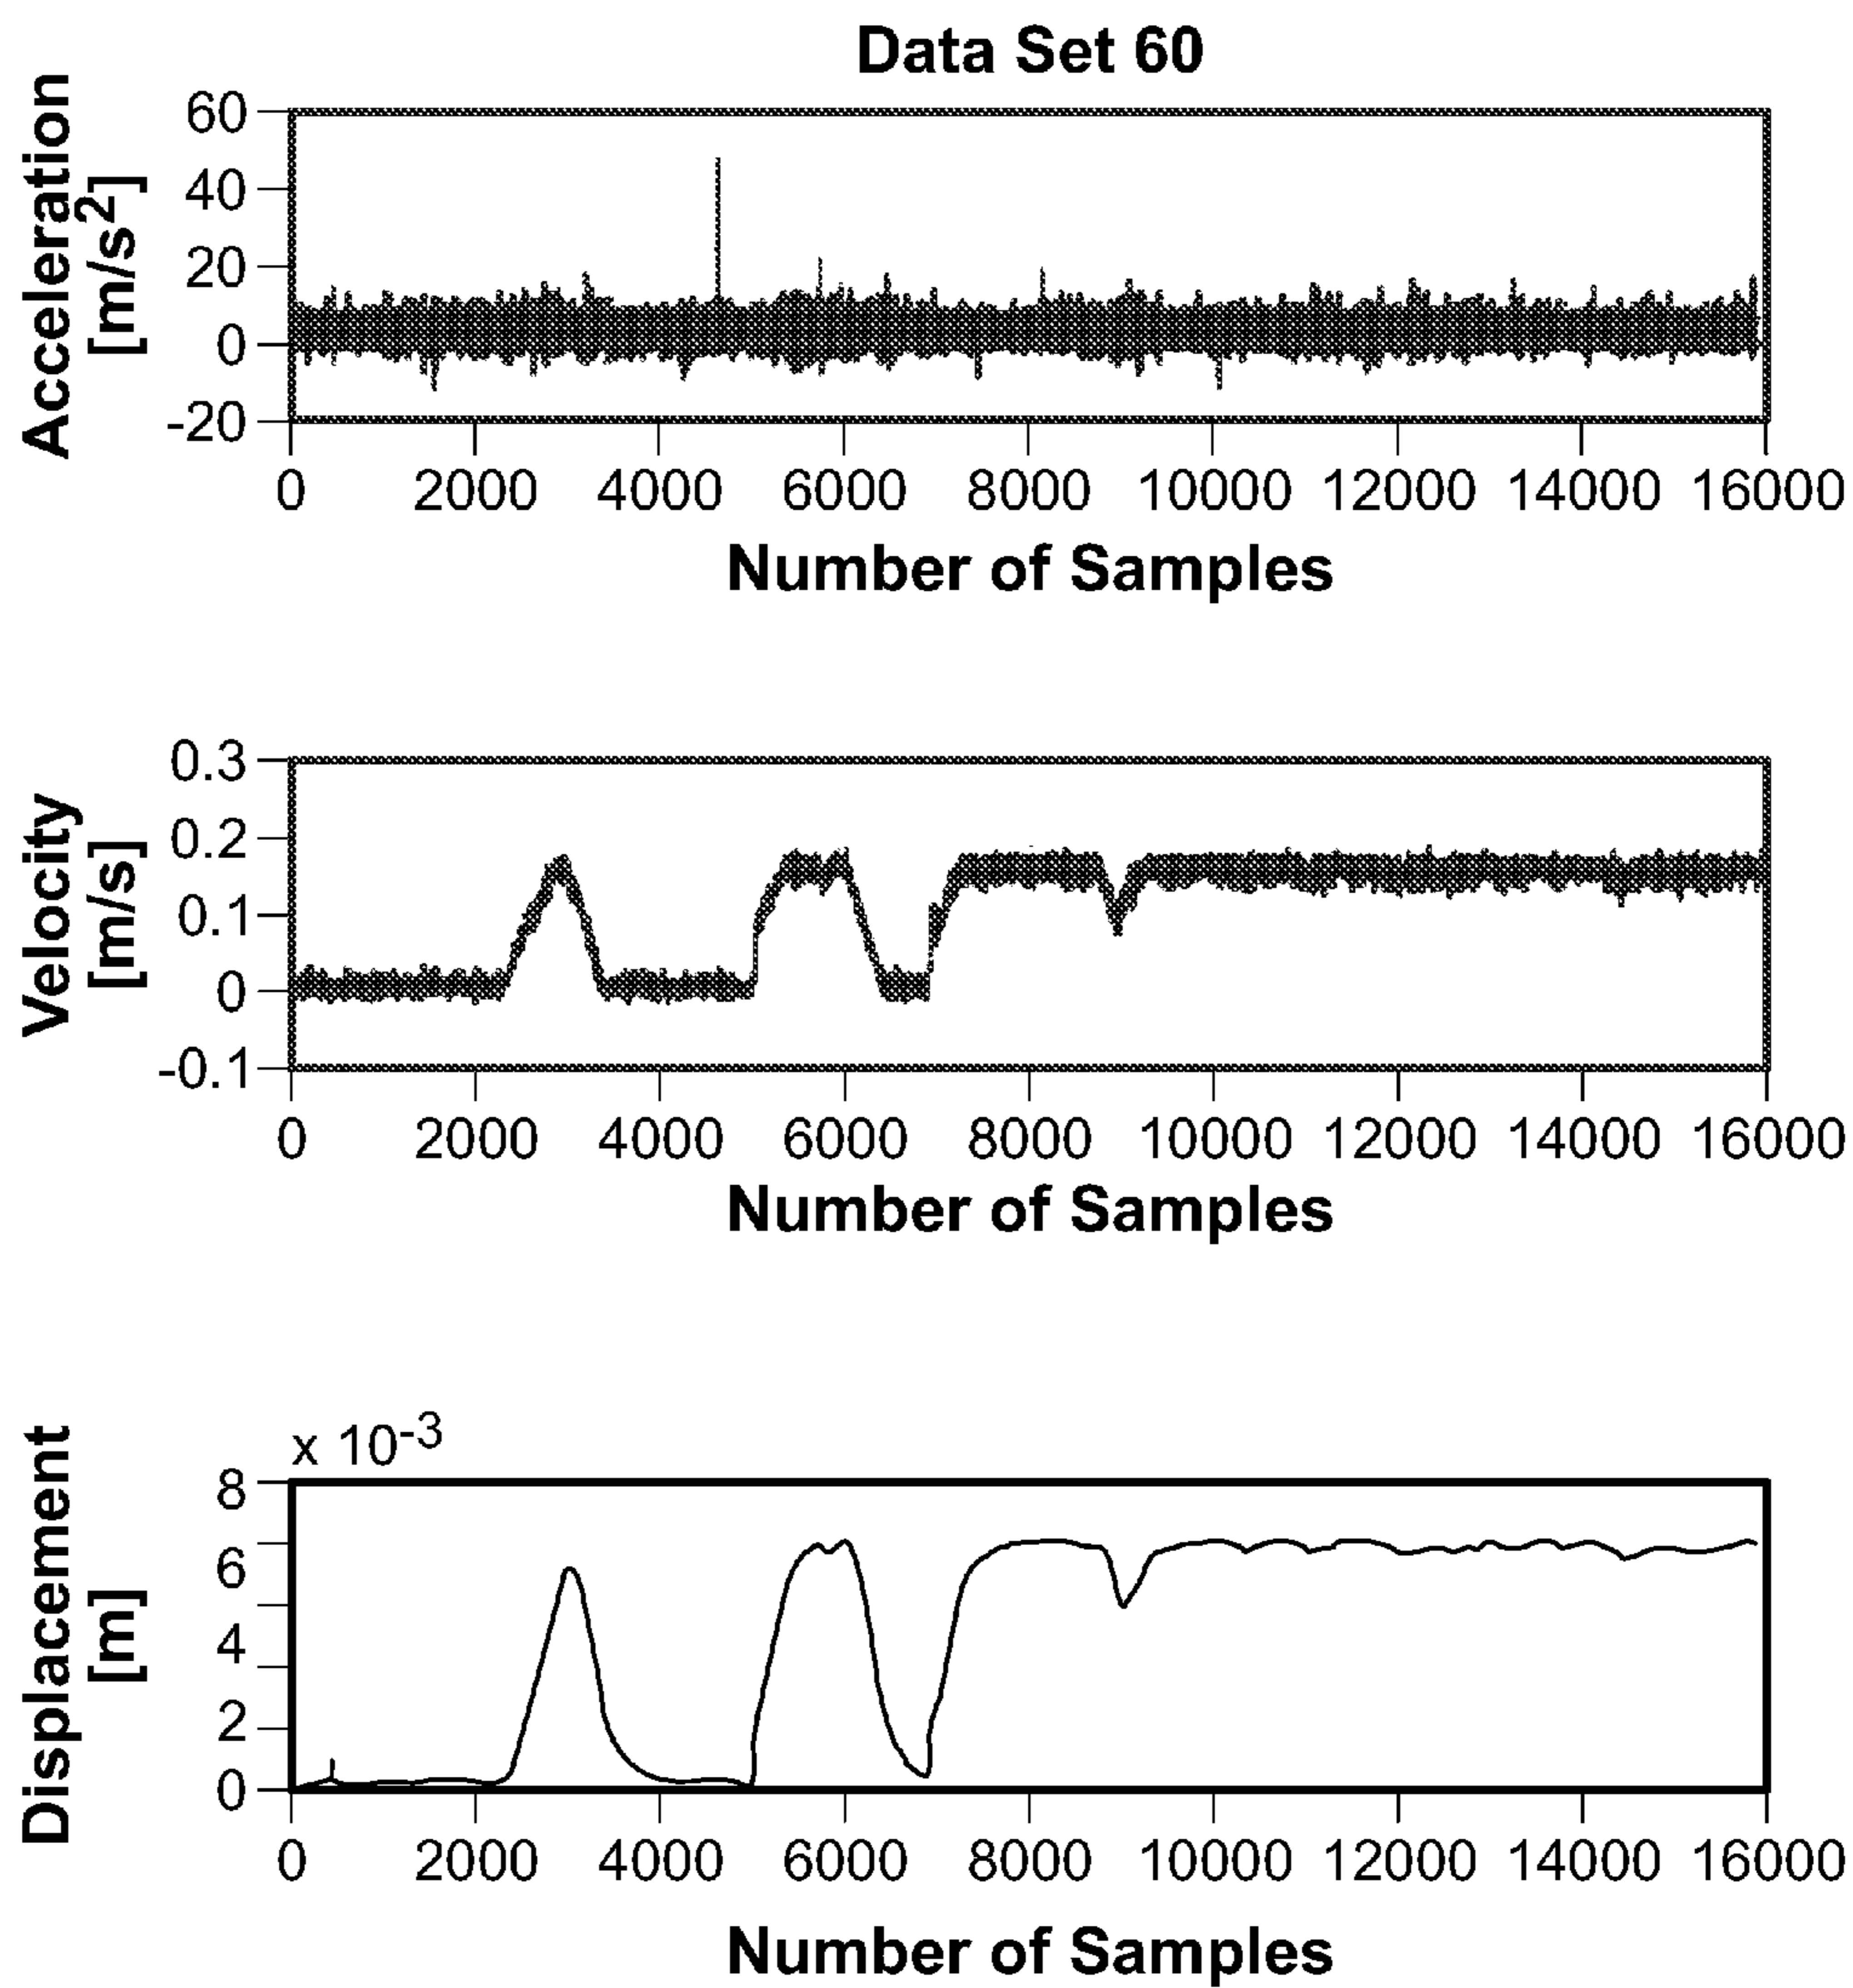 Data Set 60
Acceleration
[m/s²]
60
40
20
0
-20
0 2000 4000 6000 8000 10000 12000 14000 16000
Number of Samples
Velocity
[m/s]
0.3
0.2
0.1
0
-0.1
0 2000 4000 6000 8000 10000 12000 14000 16000
Number of Samples
Displacement
[m]
x 10⁻³
8
6
4
2
0
0 2000 4000 6000 8000 10000 12000 14000 16000
Number of Samples